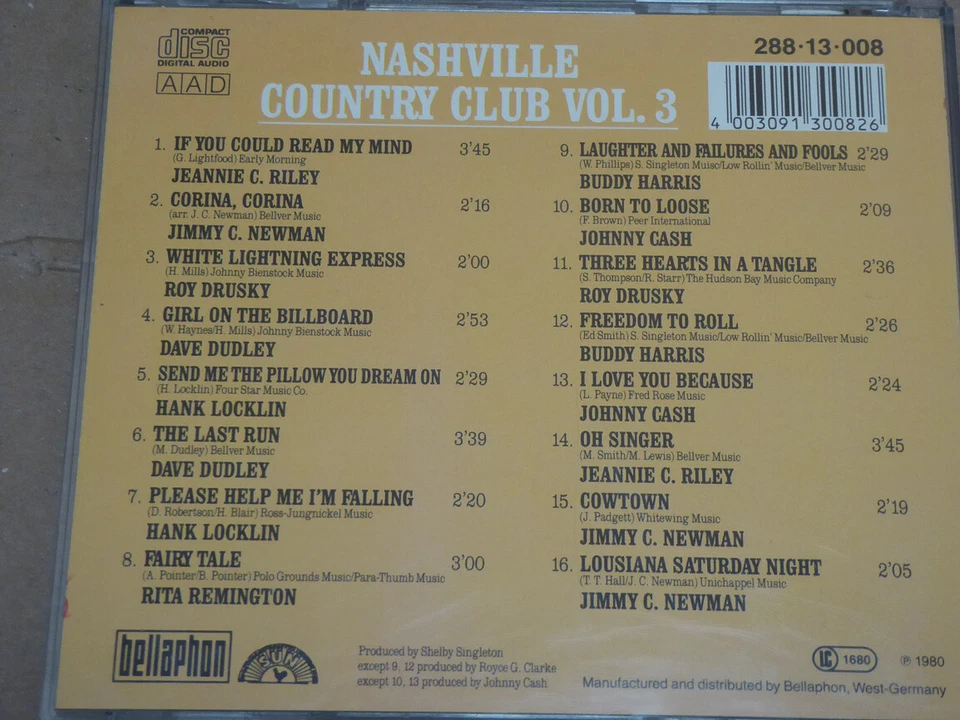 COMPACT
disc
DIGITAL AUDIO
AAD
NASHVILLE
COUNTRY CLUB VOL. 3
288·13·008
4 003091 300826
1. IF YOU COULD READ MY MIND 3'45
(G. Lightfood) Early Morning
JEANNIE C. RILEY
2. CORINA, CORINA 2'16
(arr. J. C. Newman) Bellver Music
JIMMY C. NEWMAN
3. WHITE LIGHTNING EXPRESS 2'00
(H. Mills) Johnny Bienstock Music
ROY DRUSKY
4. GIRL ON THE BILLBOARD 2'53
(W. Haynes/H. Mills) Johnny Bienstock Music
DAVE DUDLEY
5. SEND ME THE PILLOW YOU DREAM ON 2'29
(H. Locklin) Four Star Music Co.
HANK LOCKLIN
6. THE LAST RUN 3'39
(M. Dudley) Bellver Music
DAVE DUDLEY
7. PLEASE HELP ME I'M FALLING 2'20
(D. Robertson/H. Blair) Ross-Jungnickel Music
HANK LOCKLIN
8. FAIRY TALE 3'00
(A. Pointer/B. Pointer) Polo Grounds Music/Para-Thumb Music
RITA REMINGTON
9. LAUGHTER AND FAILURES AND FOOLS 2'29
(W. Phillips) S. Singleton Muisc/Low Rollin' Music/Bellver Music
BUDDY HARRIS
10. BORN TO LOOSE 2'09
(F. Brown) Peer International
JOHNNY CASH
11. THREE HEARTS IN A TANGLE 2'36
(S. Thompson/R. Starr) The Hudson Bay Music Company
ROY DRUSKY
12. FREEDOM TO ROLL 2'26
(Ed Smith) S. Singleton Music/Low Rollin' Music/Bellver Music
BUDDY HARRIS
13. I LOVE YOU BECAUSE 2'24
(L. Payne) Fred Rose Music
JOHNNY CASH
14. OH SINGER 3'45
(M. Smith/M. Lewis) Bellver Music
JEANNIE C. RILEY
15. COWTOWN 2'19
(J. Padgett) Whitewing Music
JIMMY C. NEWMAN
16. LOUSIANA SATURDAY NIGHT 2'05
(T. T. Hall/J. C. Newman) Unichappel Music
JIMMY C. NEWMAN
bellaphon
SUN
Produced by Shelby Singleton
except 9, 12 produced by Royce G. Clarke
except 10, 13 produced by Johnny Cash
LC 1680
℗ 1980
Manufactured and distributed by Bellaphon, West-Germany